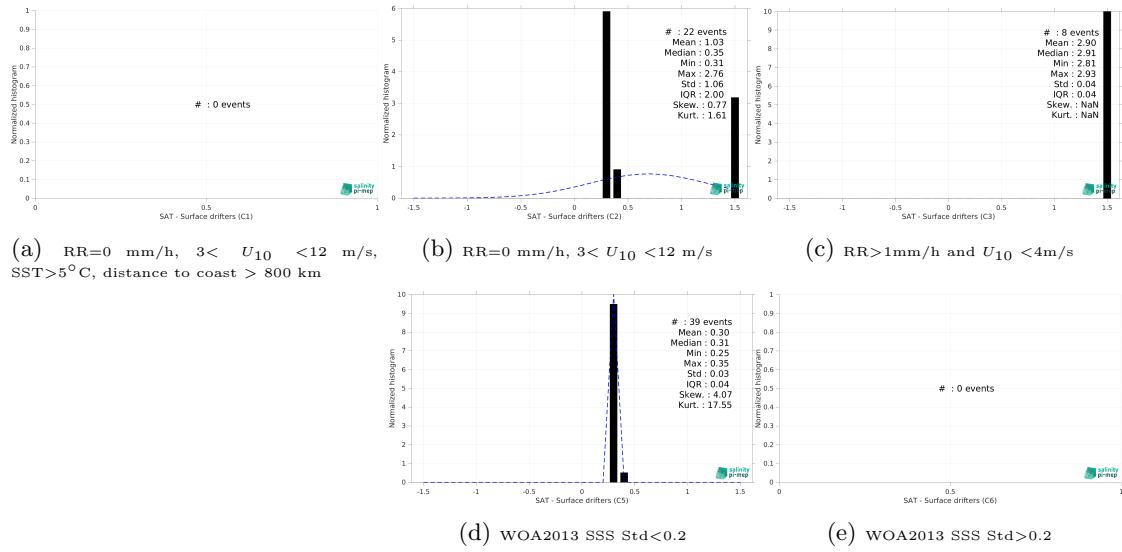 1
0.9
0.8
0.7
0.6
0.5
0.4
0.3
0.2
0.1
0
Normalized histogram
# : 0 events
salinity
pi-mep
0 0.5 1
SAT - Surface drifters (C1)
(a) RR=0 mm/h, 3< U10 <12 m/s,
SST>5°C, distance to coast > 800 km
6
5
4
3
2
1
0
Normalized histogram
# : 22 events
Mean : 1.03
Median : 0.35
Min : 0.31
Max : 2.76
Std : 1.06
IQR : 2.00
Skew. : 0.77
Kurt. : 1.61
salinity
pi-mep
-1.5 -1 -0.5 0 0.5 1 1.5
SAT - Surface drifters (C2)
(b) RR=0 mm/h, 3< U10 <12 m/s
10
9
8
7
6
5
4
3
2
1
0
Normalized histogram
# : 8 events
Mean : 2.90
Median : 2.91
Min : 2.81
Max : 2.93
Std : 0.04
IQR : 0.04
Skew. : NaN
Kurt. : NaN
salinity
pi-mep
-1.5 -1 -0.5 0 0.5 1 1.5
SAT - Surface drifters (C3)
(c) RR>1mm/h and U10 <4m/s
10
9
8
7
6
5
4
3
2
1
0
Normalized histogram
# : 39 events
Mean : 0.30
Median : 0.31
Min : 0.25
Max : 0.35
Std : 0.03
IQR : 0.04
Skew. : 4.07
Kurt. : 17.55
salinity
pi-mep
-1.5 -1 -0.5 0 0.5 1 1.5
SAT - Surface drifters (C5)
(d) WOA2013 SSS Std<0.2
1
0.9
0.8
0.7
0.6
0.5
0.4
0.3
0.2
0.1
0
Normalized histogram
# : 0 events
salinity
pi-mep
0 0.5 1
SAT - Surface drifters (C6)
(e) WOA2013 SSS Std>0.2